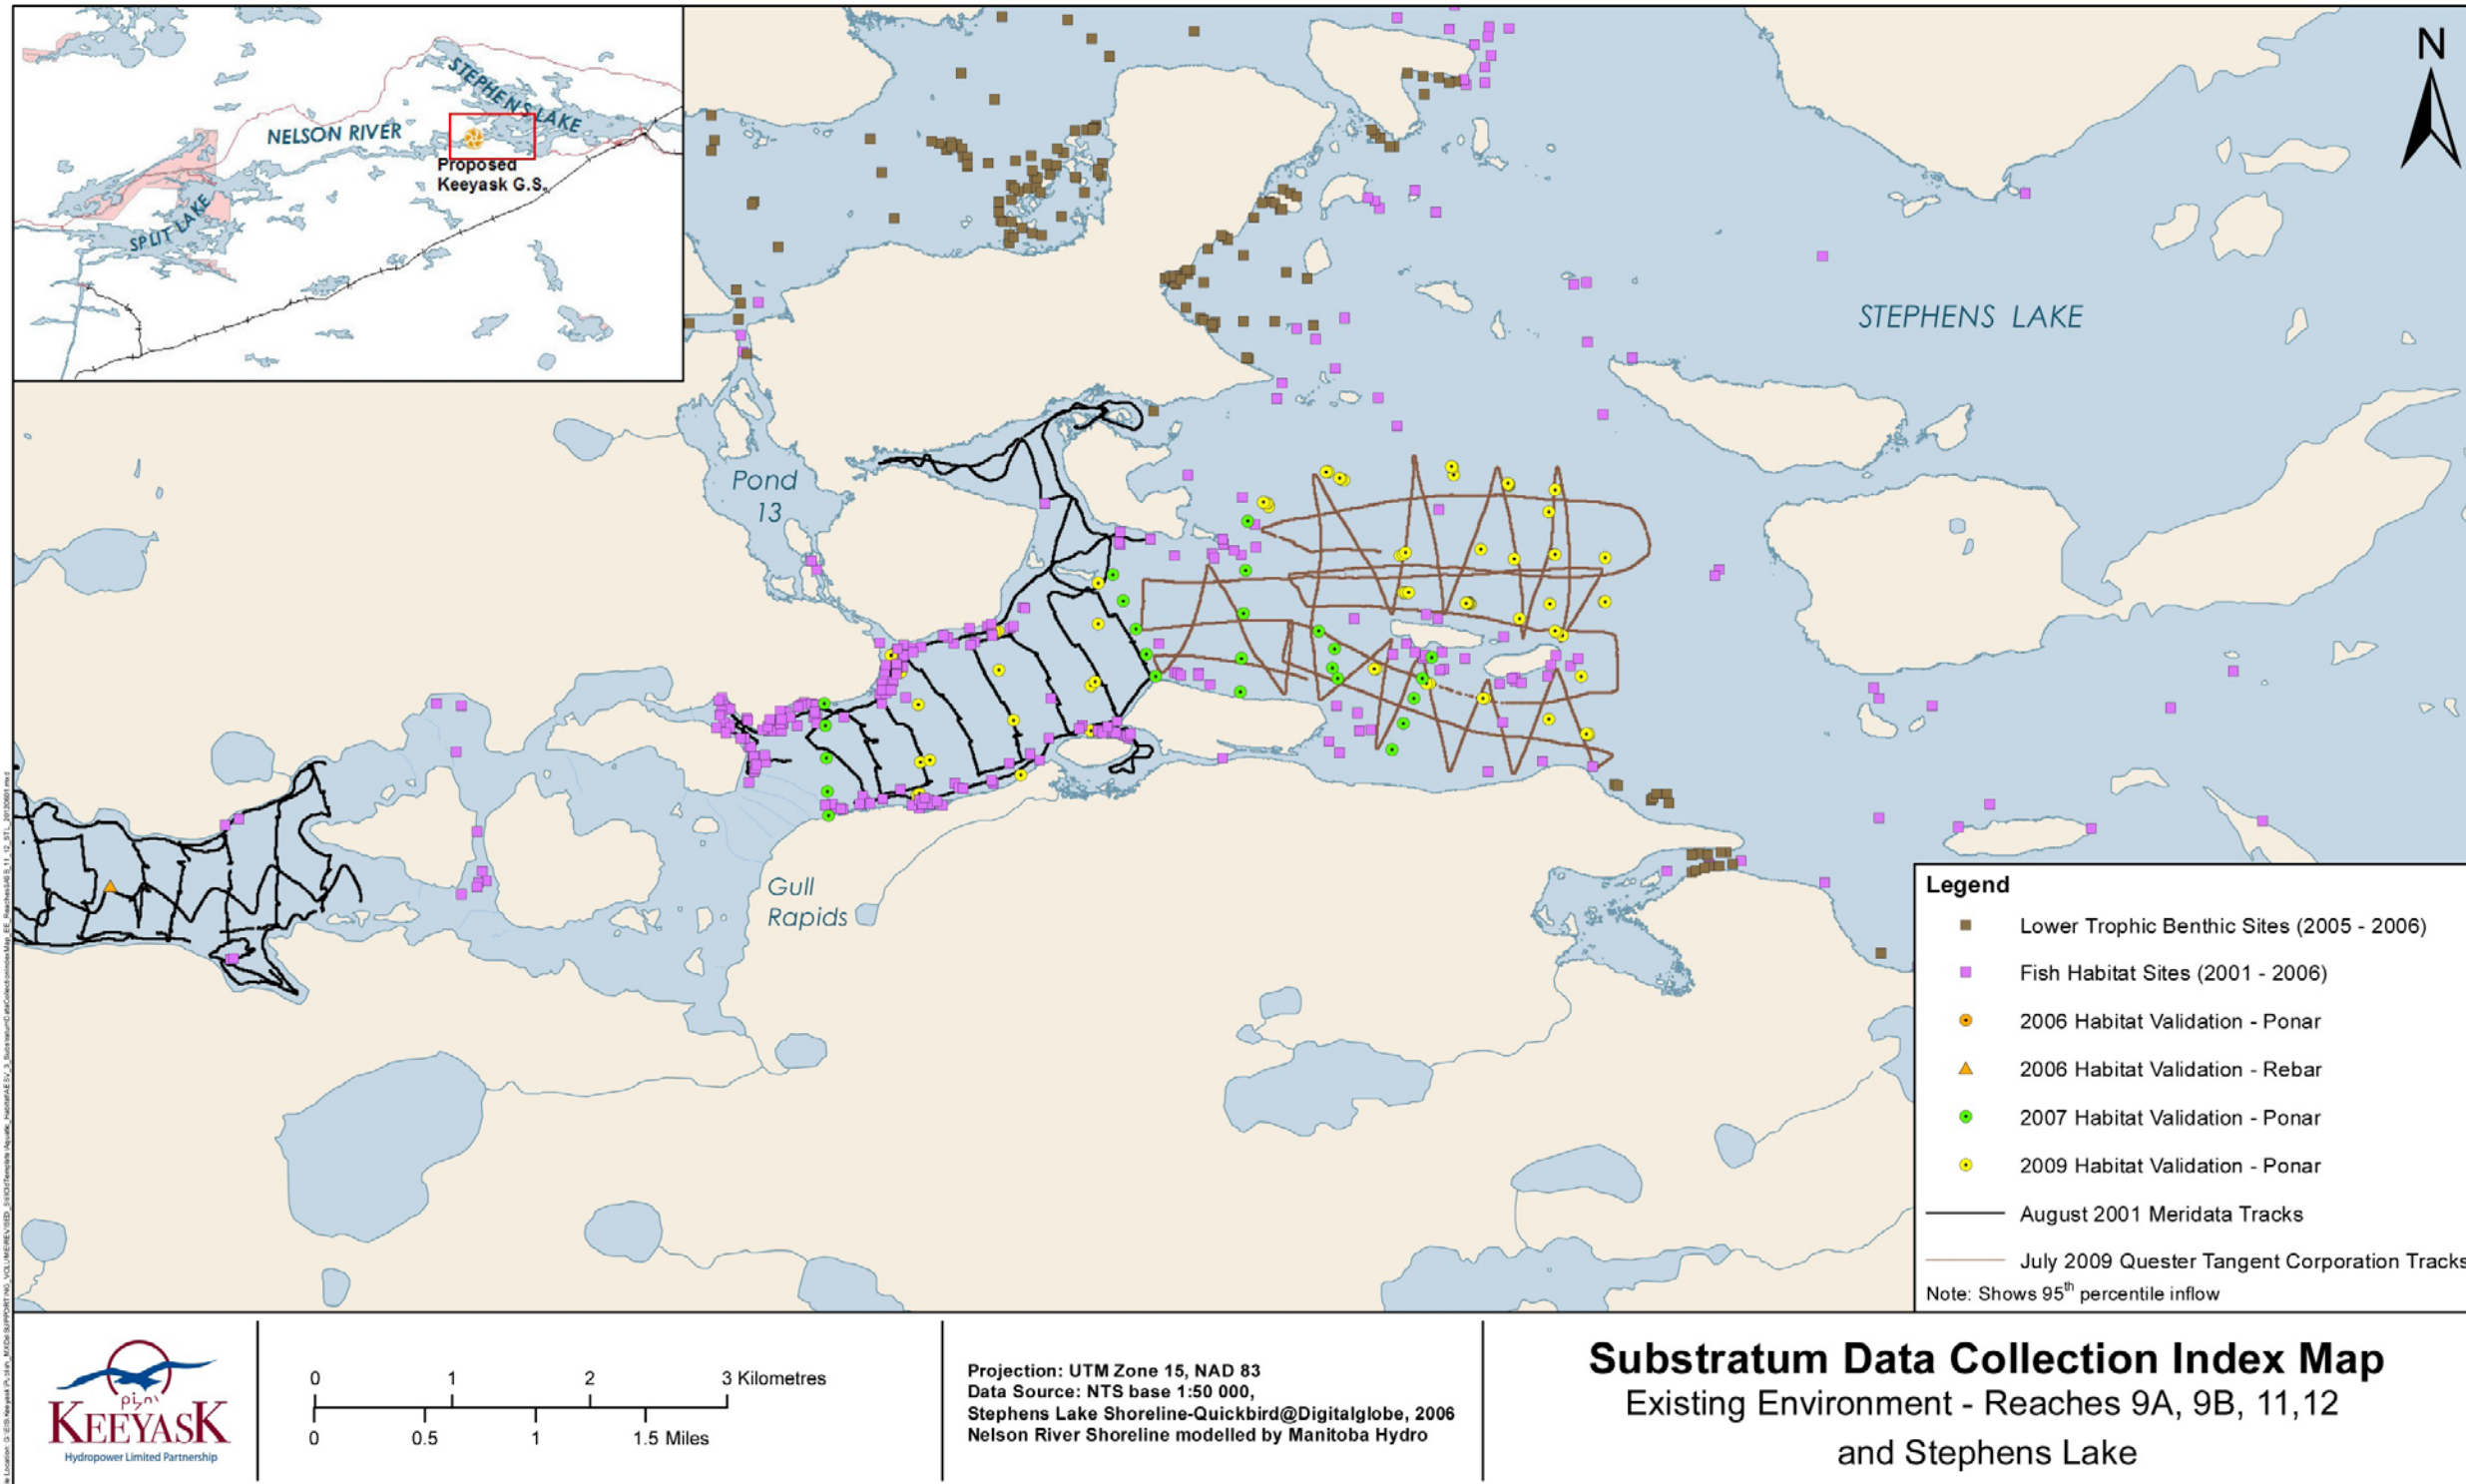 STEPHENS LAKE
NELSON RIVER
Proposed
Keeyask G.S.
SPLIT LAKE
N
STEPHENS LAKE
Pond
13
Gull
Rapids
Legend
Lower Trophic Benthic Sites (2005 - 2006)
Fish Habitat Sites (2001 - 2006)
2006 Habitat Validation - Ponar
2006 Habitat Validation - Rebar
2007 Habitat Validation - Ponar
2009 Habitat Validation - Ponar
August 2001 Meridata Tracks
July 2009 Quester Tangent Corporation Tracks
Note: Shows 95th percentile inflow
KEEYASK
Hydropower Limited Partnership
0 1 2 3 Kilometres
0 0.5 1 1.5 Miles
Projection: UTM Zone 15, NAD 83
Data Source: NTS base 1:50 000,
Stephens Lake Shoreline-Quickbird@Digitalglobe, 2006
Nelson River Shoreline modelled by Manitoba Hydro
Substratum Data Collection Index Map
Existing Environment - Reaches 9A, 9B, 11,12
and Stephens Lake